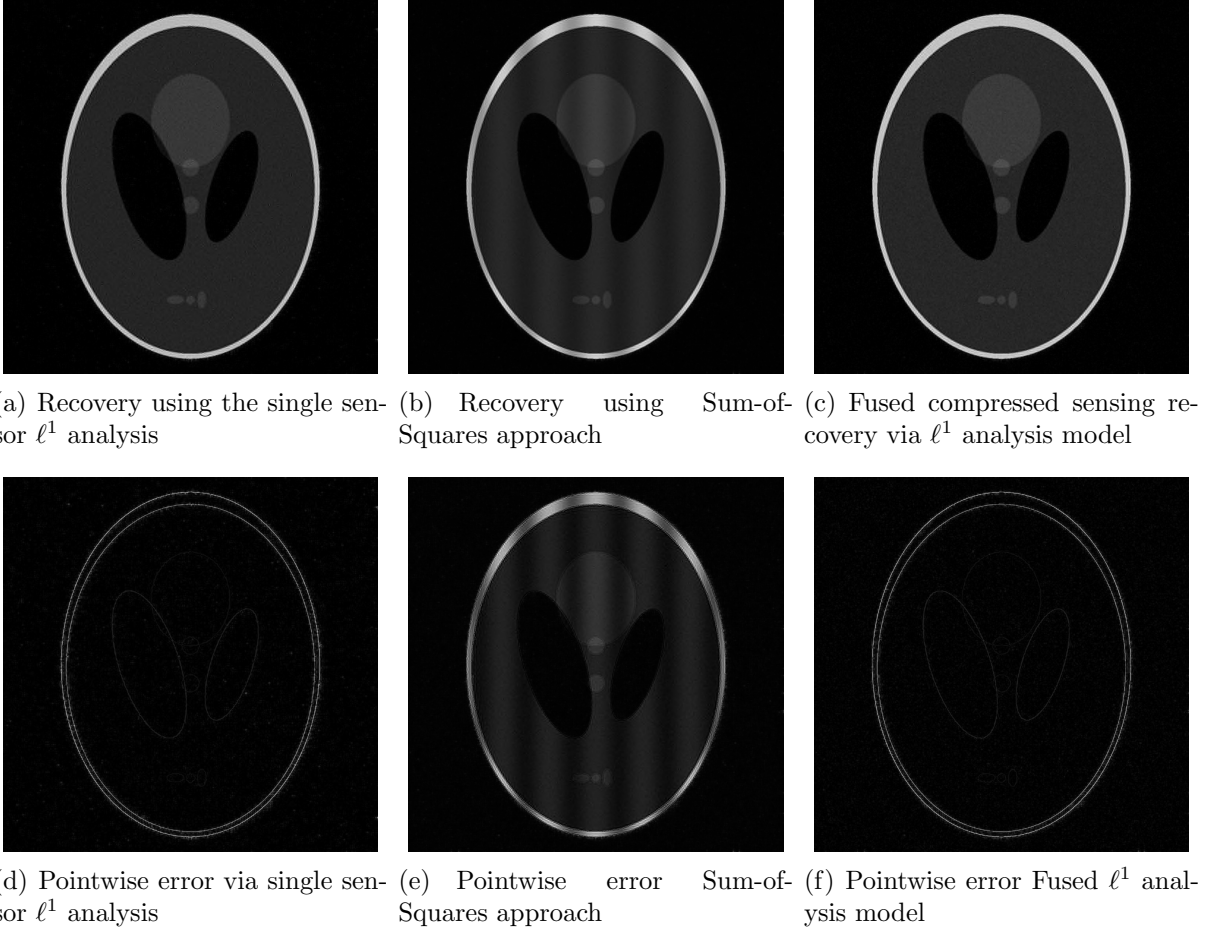 (a) Recovery using the single sen-
sor ℓ¹ analysis
(b) Recovery using Sum-of-
Squares approach
(c) Fused compressed sensing re-
covery via ℓ¹ analysis model
(d) Pointwise error via single sen-
sor ℓ¹ analysis
(e) Pointwise error Sum-of-
Squares approach
(f) Pointwise error Fused ℓ¹ anal-
ysis model